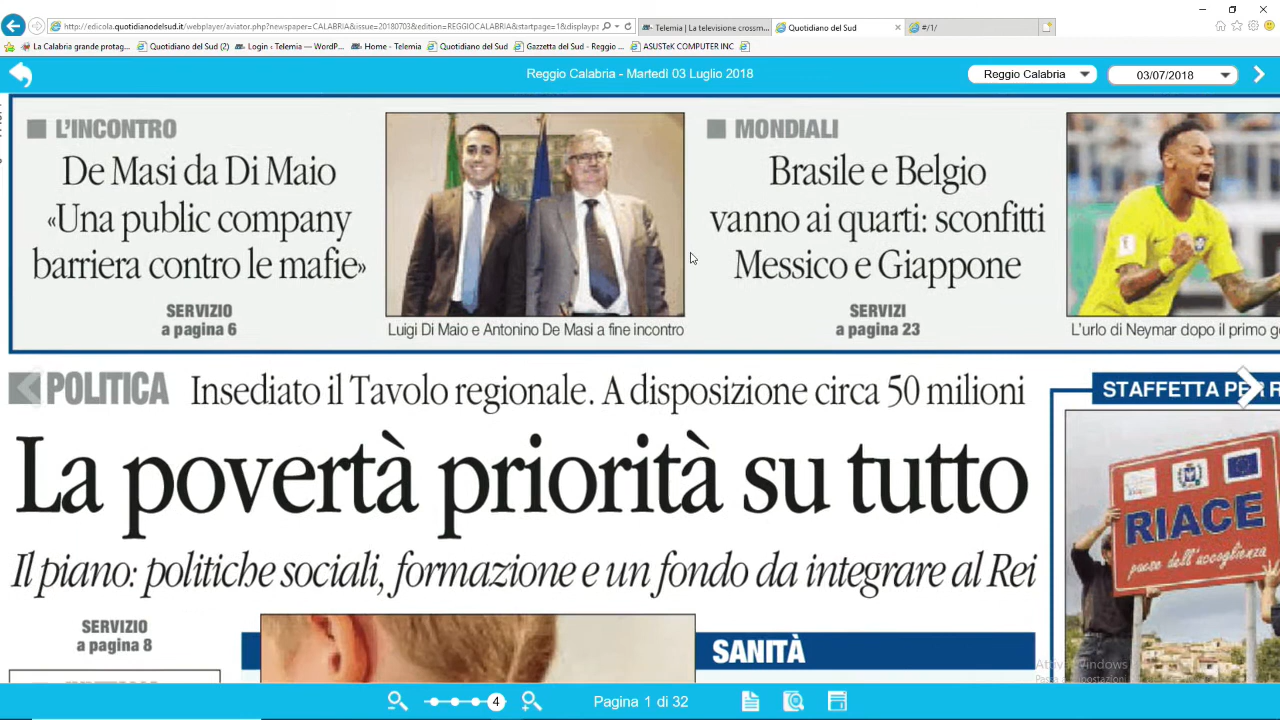 http://edicola.quotidianodelsud.it/webplayer/aviator.php?newspaper=CALABRIA&issue=20180703&edition=REGGIOCALABRIA&startpage=1&displaypa
Telemia | La televisione crossm...
Quotidiano del Sud
#/1/
La Calabria grande protag...
Quotidiano del Sud (2)
Login ‹ Telemia — WordP...
Home - Telemia
Quotidiano del Sud
Gazzetta del Sud - Reggio ...
ASUSTeK COMPUTER INC
Reggio Calabria - Martedì 03 Luglio 2018
Reggio Calabria
03/07/2018
L'INCONTRO
De Masi da Di Maio
«Una public company
barriera contro le mafie»
SERVIZIO
a pagina 6
Luigi Di Maio e Antonino De Masi a fine incontro
MONDIALI
Brasile e Belgio
vanno ai quarti: sconfitti
Messico e Giappone
SERVIZI
a pagina 23
L'urlo di Neymar dopo il primo g
POLITICA Insediato il Tavolo regionale. A disposizione circa 50 milioni
La povertà priorità su tutto
Il piano: politiche sociali, formazione e un fondo da integrare al Rei
SERVIZIO
a pagina 8
STAFFETTA PER R
RIACE
paese dell'accoglienza
SANITÀ
4
Pagina 1 di 32